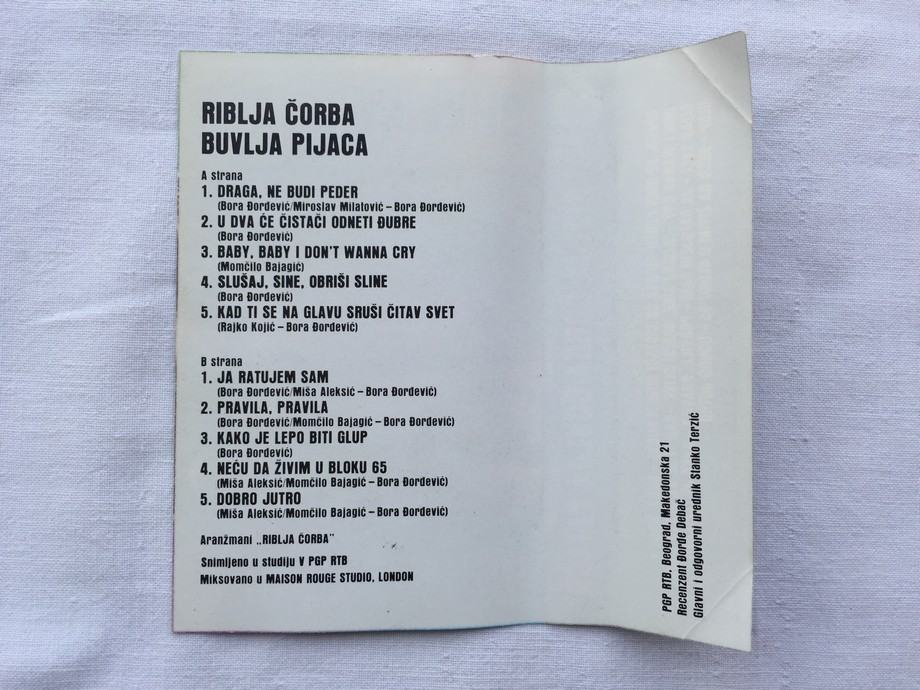 RIBLJA ČORBA
BUVLJA PIJACA
A strana
1. DRAGA, NE BUDI PEDER
(Bora Đorđević/Miroslav Milatović – Bora Đorđević)
2. U DVA ĆE ČISTAČI ODNETI ĐUBRE
(Bora Đorđević)
3. BABY, BABY I DON'T WANNA CRY
(Momčilo Bajagić)
4. SLUŠAJ, SINE, OBRIŠI SLINE
(Bora Đorđević)
5. KAD TI SE NA GLAVU SRUŠI ČITAV SVET
(Rajko Kojić – Bora Đorđević)
B strana
1. JA RATUJEM SAM
(Bora Đorđević/Miša Aleksić – Bora Đorđević)
2. PRAVILA, PRAVILA
(Bora Đorđević/Momčilo Bajagić – Bora Đorđević)
3. KAKO JE LEPO BITI GLUP
(Bora Đorđević)
4. NEĆU DA ŽIVIM U BLOKU 65
(Miša Aleksić/Momčilo Bajagić – Bora Đorđević)
5. DOBRO JUTRO
(Miša Aleksić/Momčilo Bajagić – Bora Đorđević)
Aranžmani „RIBLJA ČORBA"
Snimljeno u studiju V PGP RTB
Miksovano u MAISON ROUGE STUDIO, LONDON
PGP RTB, Beograd, Makedonska 21
Recenzent Đorđe Debač
Glavni i odgovorni urednik Stanko Terzić